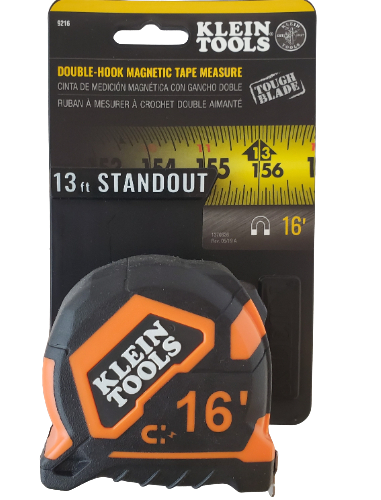 9216
KLEIN
TOOLS
DOUBLE-HOOK MAGNETIC TAPE MEASURE
CINTA DE MEDICIÓN MAGNÉTICA CON GANCHO DOBLE
RUBAN À MESURER À CROCHET DOUBLE AIMANTÉ
TOUGH
BLADE
154 155 13 156
13 ft STANDOUT
16'
KLEIN
TOOLS
16'